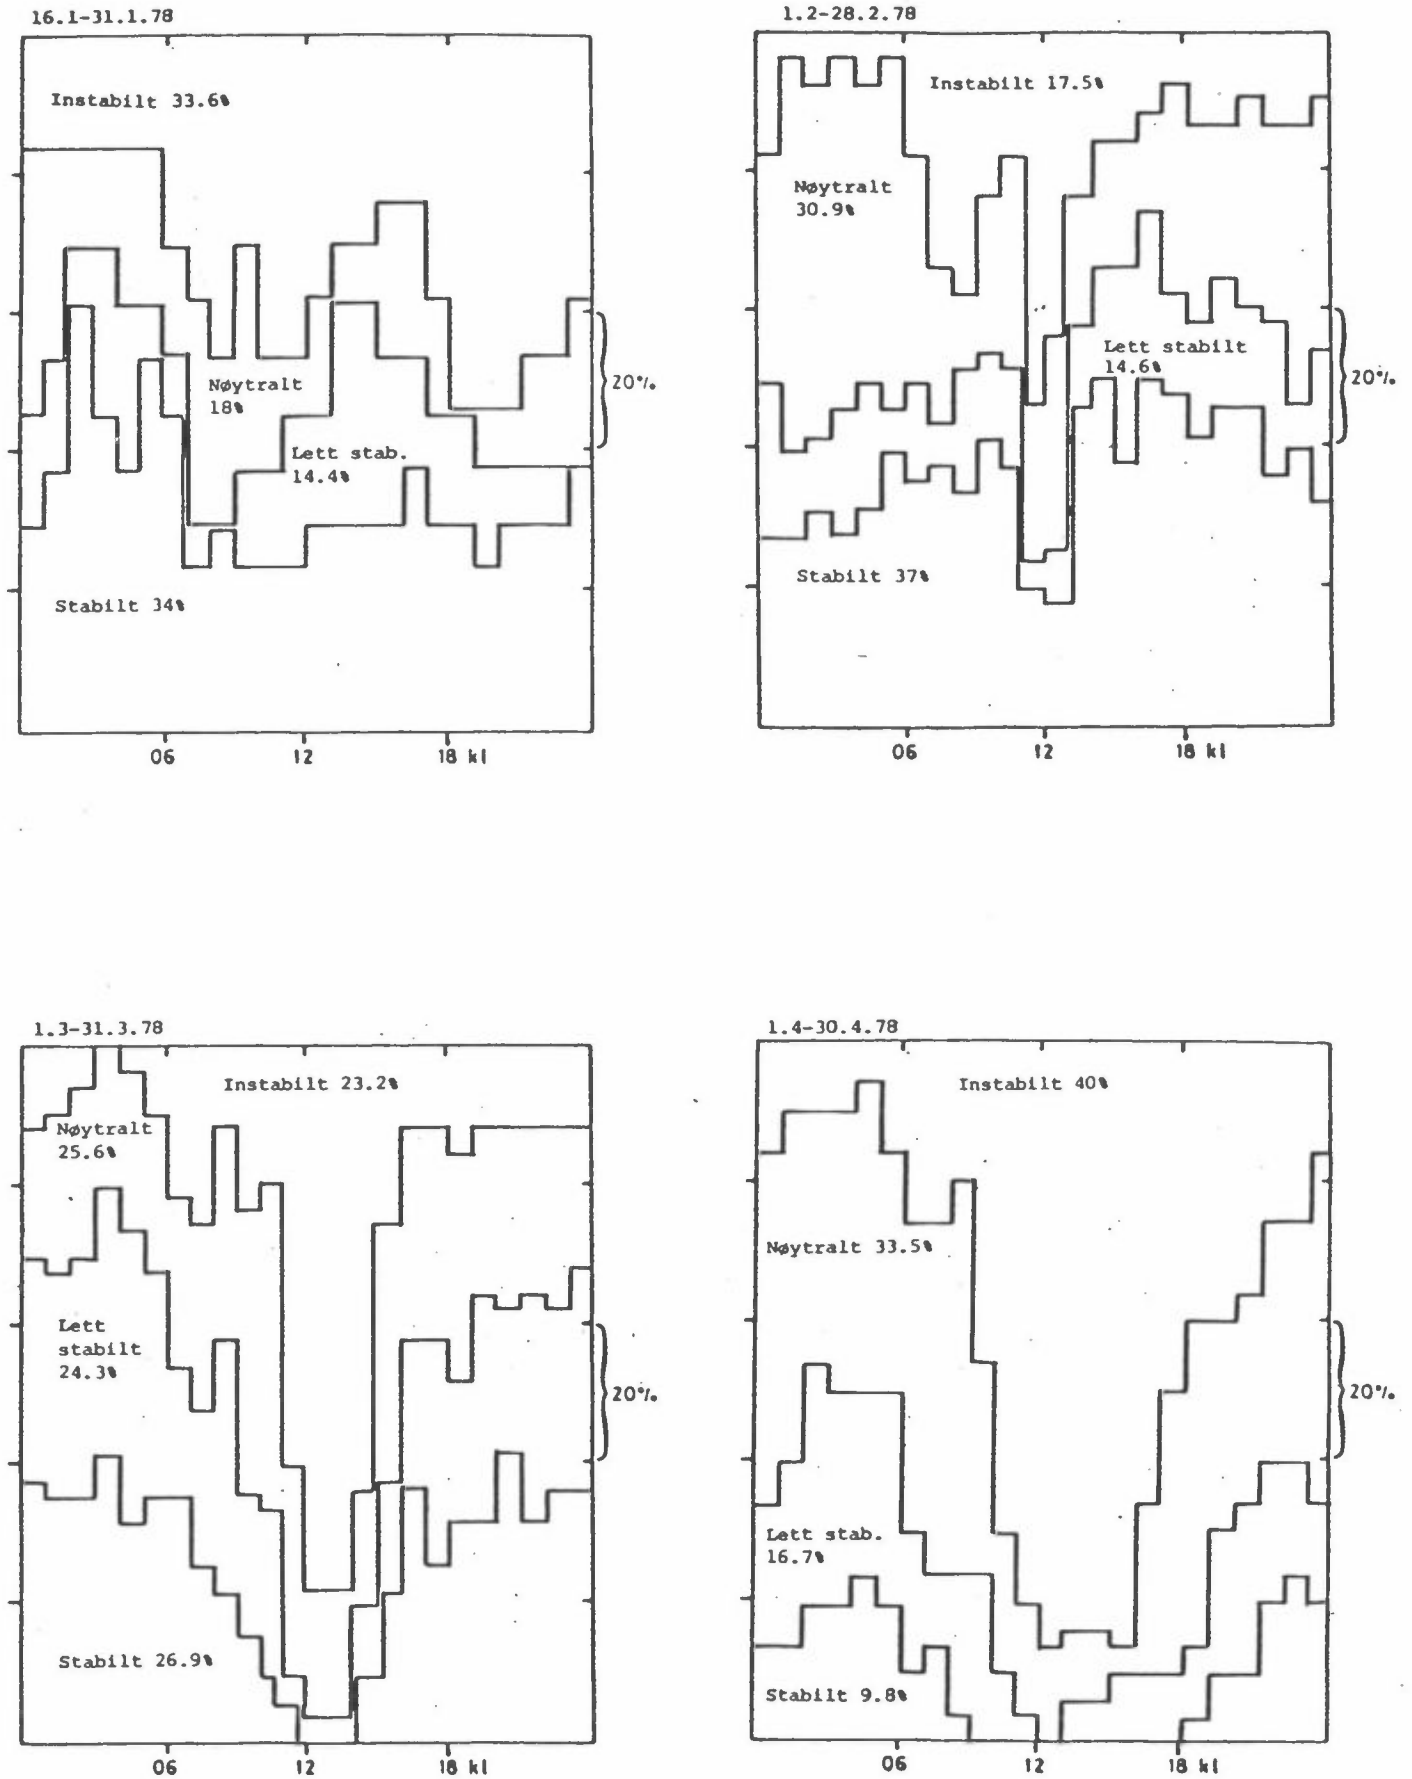 16.1-31.1.78
Instabilt 33.6%
Nøytralt
18%
Lett stab.
14.4%
Stabilt 34%
20%
06 12 18 kl
1.2-28.2.78
Instabilt 17.5%
Nøytralt
30.9%
Lett stabilt
14.6%
Stabilt 37%
20%
06 12 18 kl
1.3-31.3.78
Instabilt 23.2%
Nøytralt
25.6%
Lett
stabilt
24.3%
Stabilt 26.9%
20%
06 12 18 kl
1.4-30.4.78
Instabilt 40%
Nøytralt 33.5%
Lett stab.
16.7%
Stabilt 9.8%
20%
06 12 18 kl